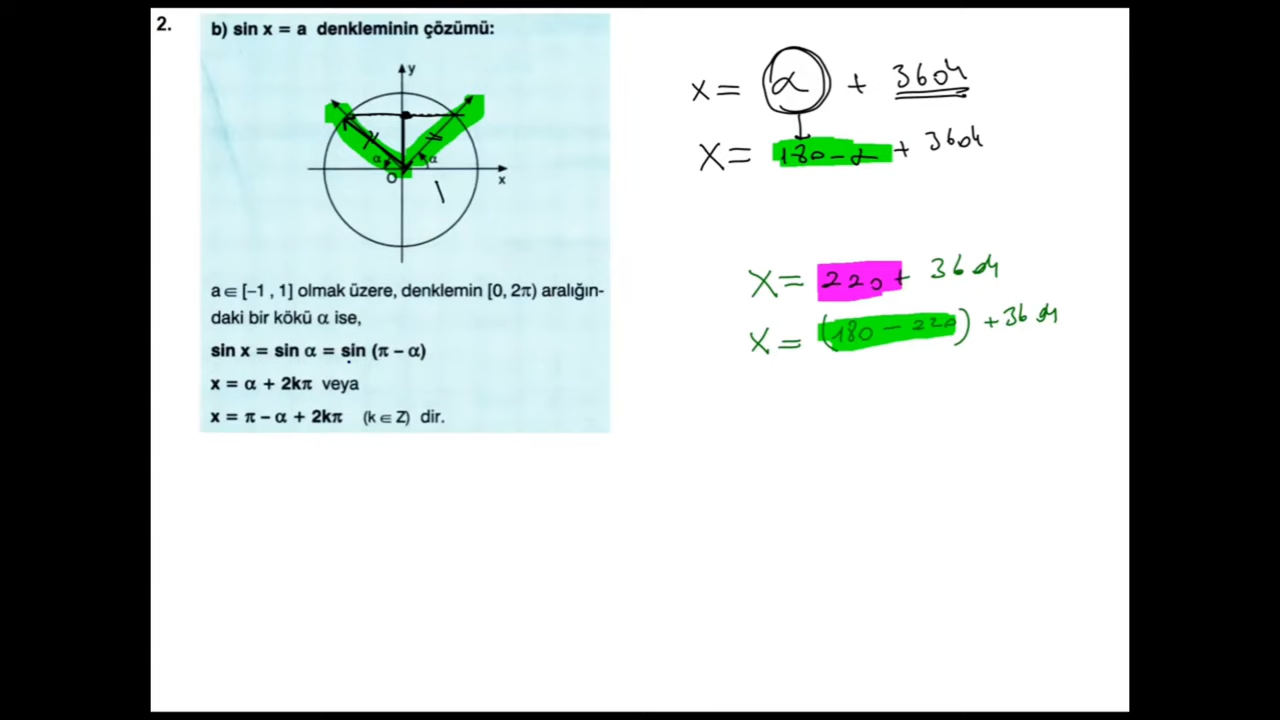 2.
b) sin x = a denkleminin çözümü:
y
α
α
O
x
a ∈ [−1 , 1] olmak üzere, denklemin [0, 2π) aralığın-
daki bir kökü α ise,
sin x = sin α = sin (π − α)
x = α + 2kπ veya
x = π − α + 2kπ (k ∈ Z) dir.
x = α + 360k
x = 180 − α + 360k
x = 220 + 360k
x = (180 − 220) + 360k